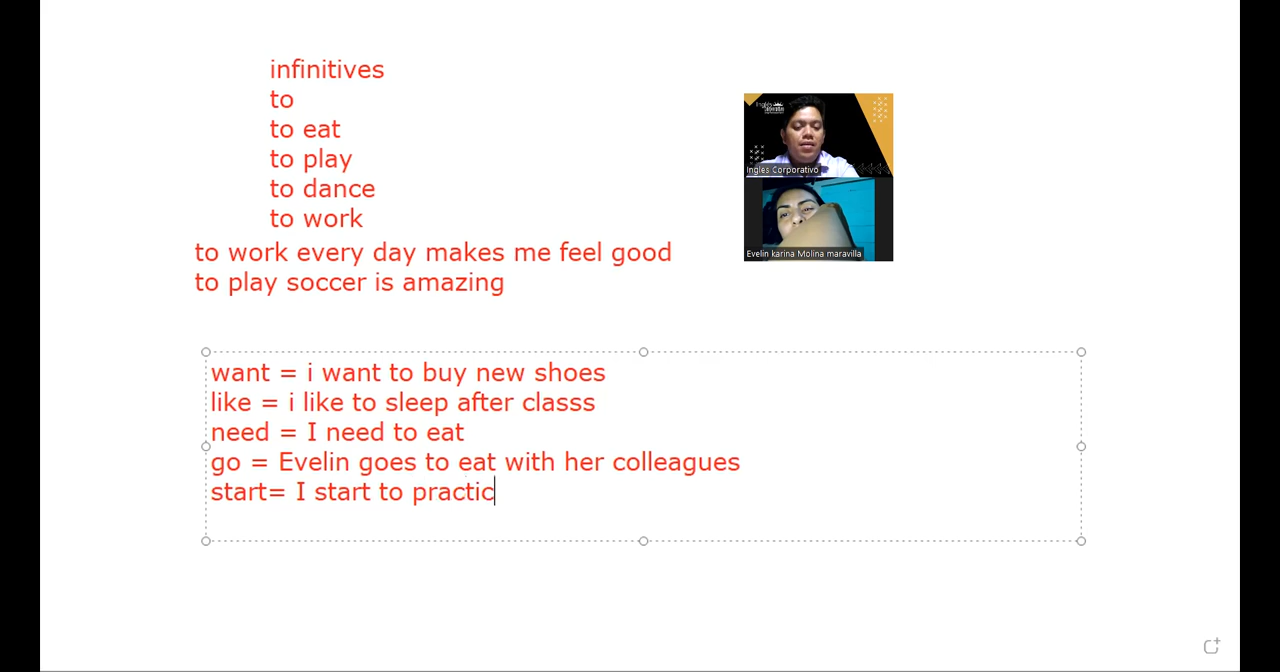 infinitives
to
to eat
to play
to dance
to work
to work every day makes me feel good
to play soccer is amazing
Inglés
Ingles Corporativo
Evelin karina Molina maravilla
want = i want to buy new shoes
like = i like to sleep after classs
need = I need to eat
go = Evelin goes to eat with her colleagues
start= I start to practic